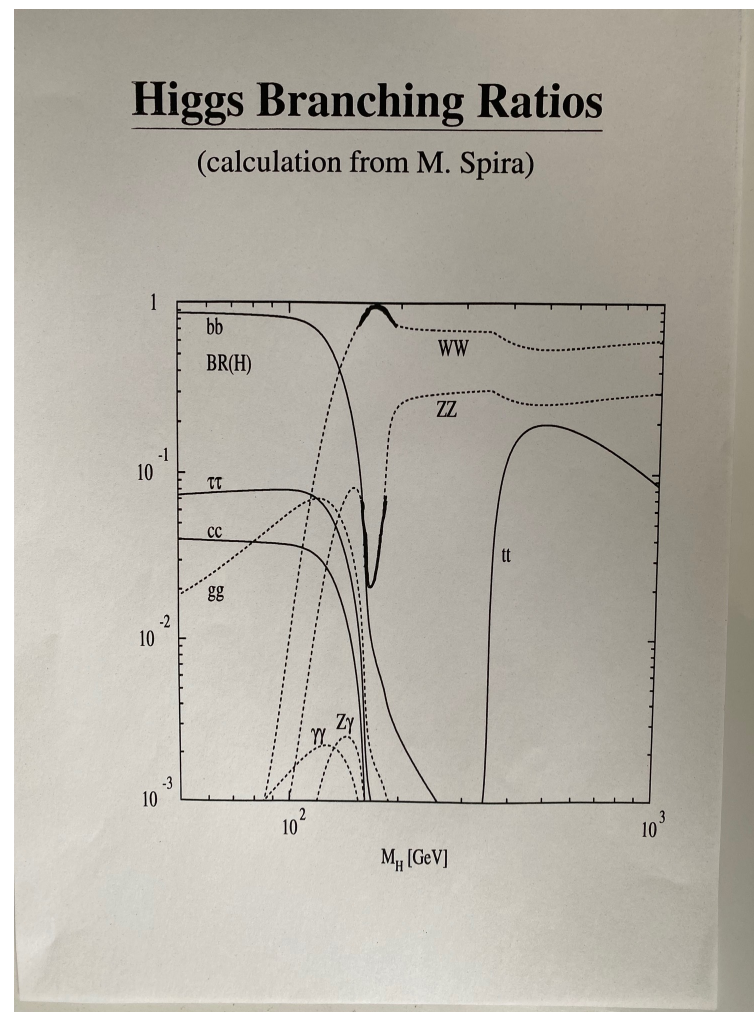 Higgs Branching Ratios
(calculation from M. Spira)
1
bb
BR(H)
WW
ZZ
10 -1
ττ
cc
gg
tt
10 -2
γγ
Zγ
10 -3
10 2
10 3
M_H [GeV]